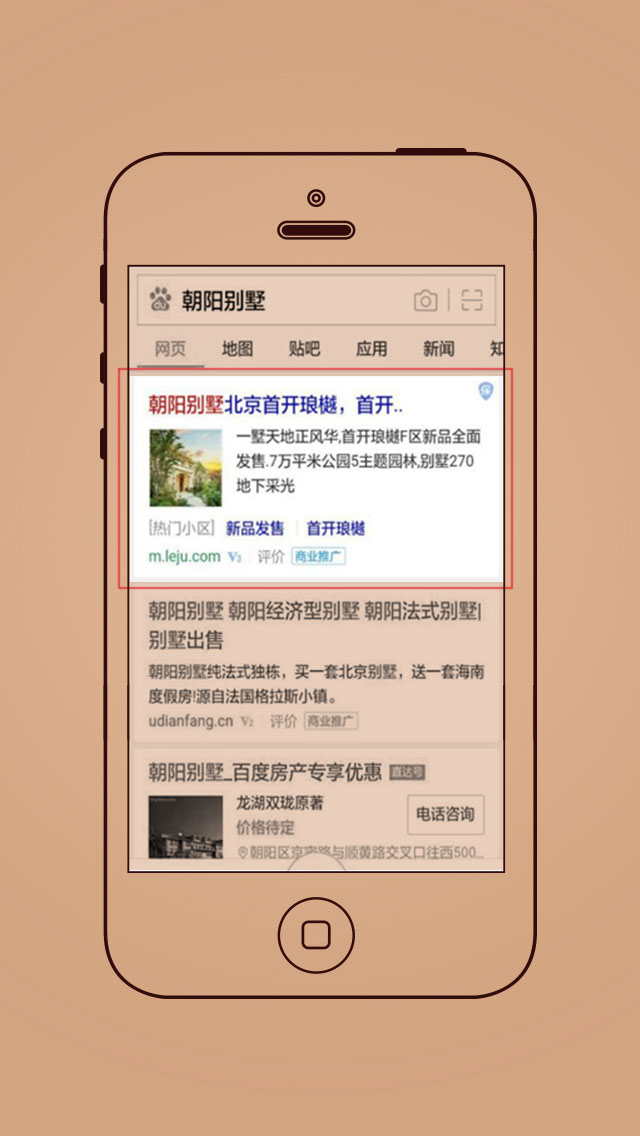 朝阳别墅
网页 地图 贴吧 应用 新闻 知
朝阳别墅北京首开琅樾，首开..
一墅天地正风华,首开琅樾F区新品全面
发售.7万平米公园5主题园林,别墅270
地下采光
[热门小区] 新品发售 首开琅樾
m.leju.com V2 评价 商业推广
朝阳别墅 朝阳经济型别墅 朝阳法式别墅|
别墅出售
朝阳别墅纯法式独栋，买一套北京别墅，送一套海南
度假房!源自法国格拉斯小镇。
udianfang.cn V2 评价 商业推广
朝阳别墅_百度房产专享优惠 直达号
龙湖双珑原著
价格待定
电话咨询
朝阳区京密路与顺黄路交叉口往西500...